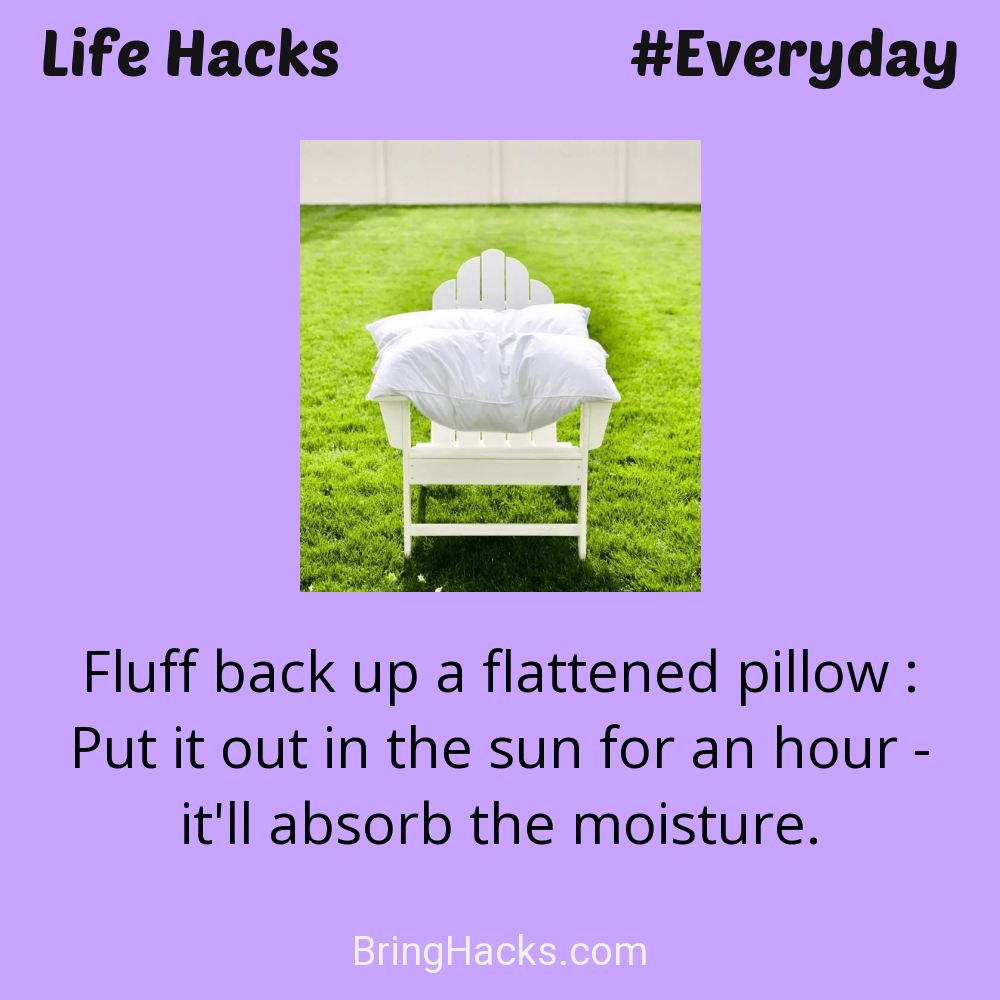 Life Hacks
#Everyday
Fluff back up a flattened pillow :
Put it out in the sun for an hour -
it'll absorb the moisture.
BringHacks.com